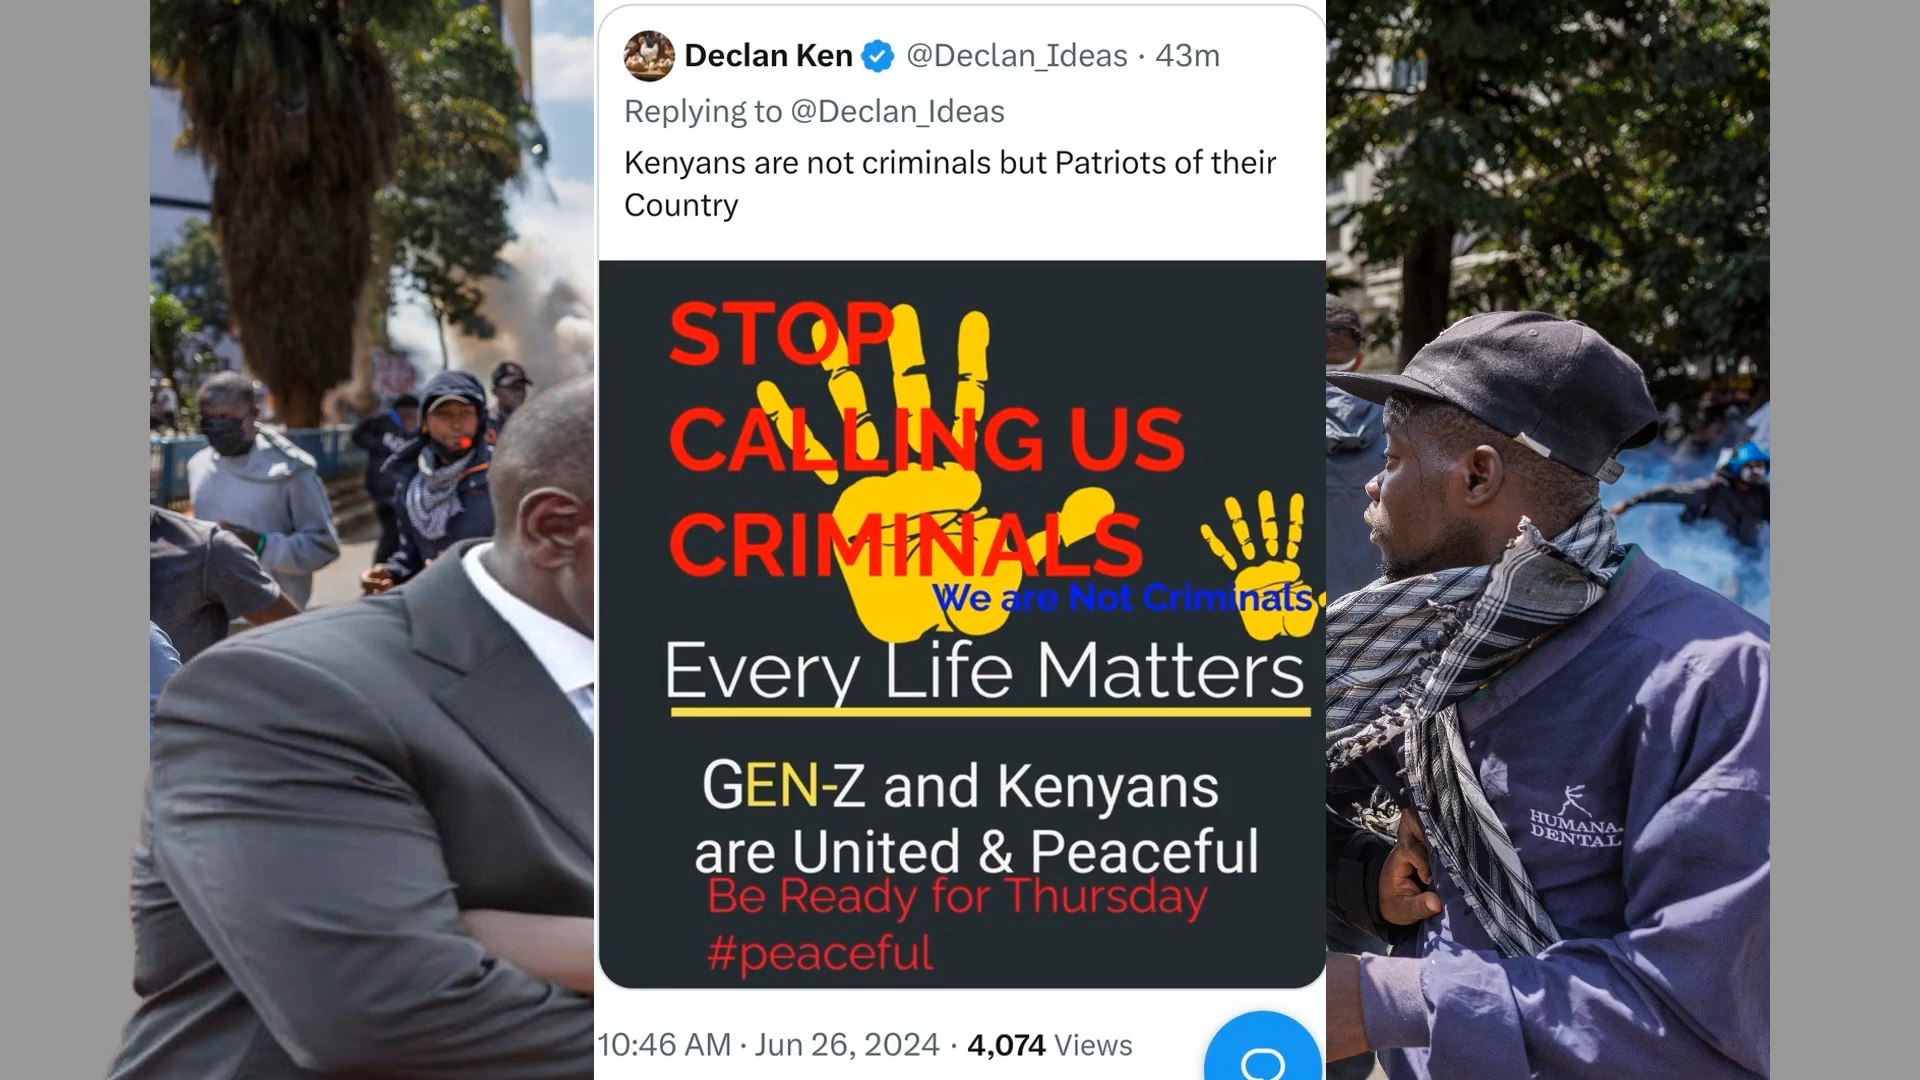 Declan Ken @Declan_Ideas · 43m
Replying to @Declan_Ideas
Kenyans are not criminals but Patriots of their
Country
STOP
CALLING US
CRIMINALS
We are Not Criminals
Every Life Matters
GEN-Z and Kenyans
are United & Peaceful
Be Ready for Thursday
#peaceful
10:46 AM · Jun 26, 2024 · 4,074 Views
HUMANA
DENTAL